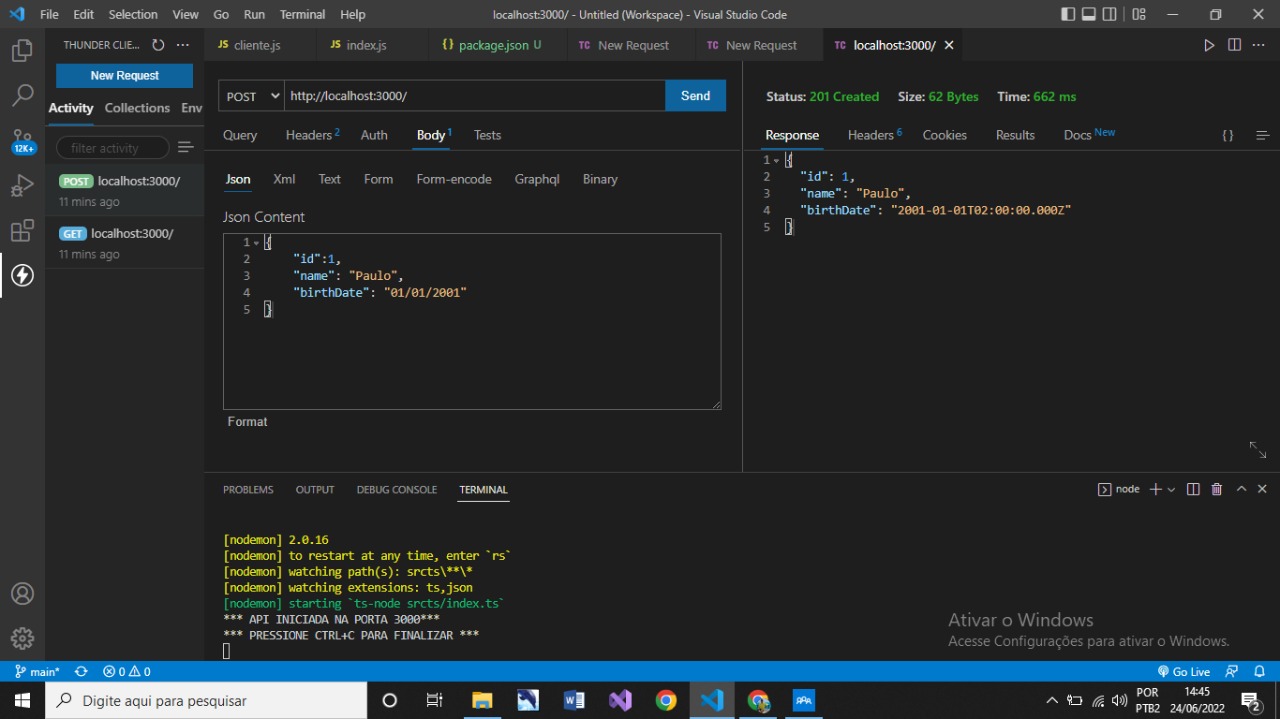 File Edit Selection View Go Run Terminal Help localhost:3000/ - Untitled (Workspace) - Visual Studio Code
THUNDER CLIE... ···
JS cliente.js JS index.js {} package.json U TC New Request TC New Request TC localhost:3000/
New Request
Activity Collections Env
filter activity
POST localhost:3000/
11 mins ago
GET localhost:3000/
11 mins ago
12K+
POST http://localhost:3000/ Send
Query Headers 2 Auth Body 1 Tests
Json Xml Text Form Form-encode Graphql Binary
Json Content
1 {
2 "id":1,
3 "name": "Paulo",
4 "birthDate": "01/01/2001"
5 }
Format
Status: 201 Created Size: 62 Bytes Time: 662 ms
Response Headers 6 Cookies Results Docs New {}
1 {
2 "id": 1,
3 "name": "Paulo",
4 "birthDate": "2001-01-01T02:00:00.000Z"
5 }
PROBLEMS OUTPUT DEBUG CONSOLE TERMINAL node
[nodemon] 2.0.16
[nodemon] to restart at any time, enter `rs`
[nodemon] watching path(s): srcts\**\*
[nodemon] watching extensions: ts,json
[nodemon] starting `ts-node srcts/index.ts`
*** API INICIADA NA PORTA 3000***
*** PRESSIONE CTRL+C PARA FINALIZAR ***
Ativar o Windows
Acesse Configurações para ativar o Windows.
main* 0 0 Go Live
Digite aqui para pesquisar
POR
PTB2
14:45
24/06/2022
2